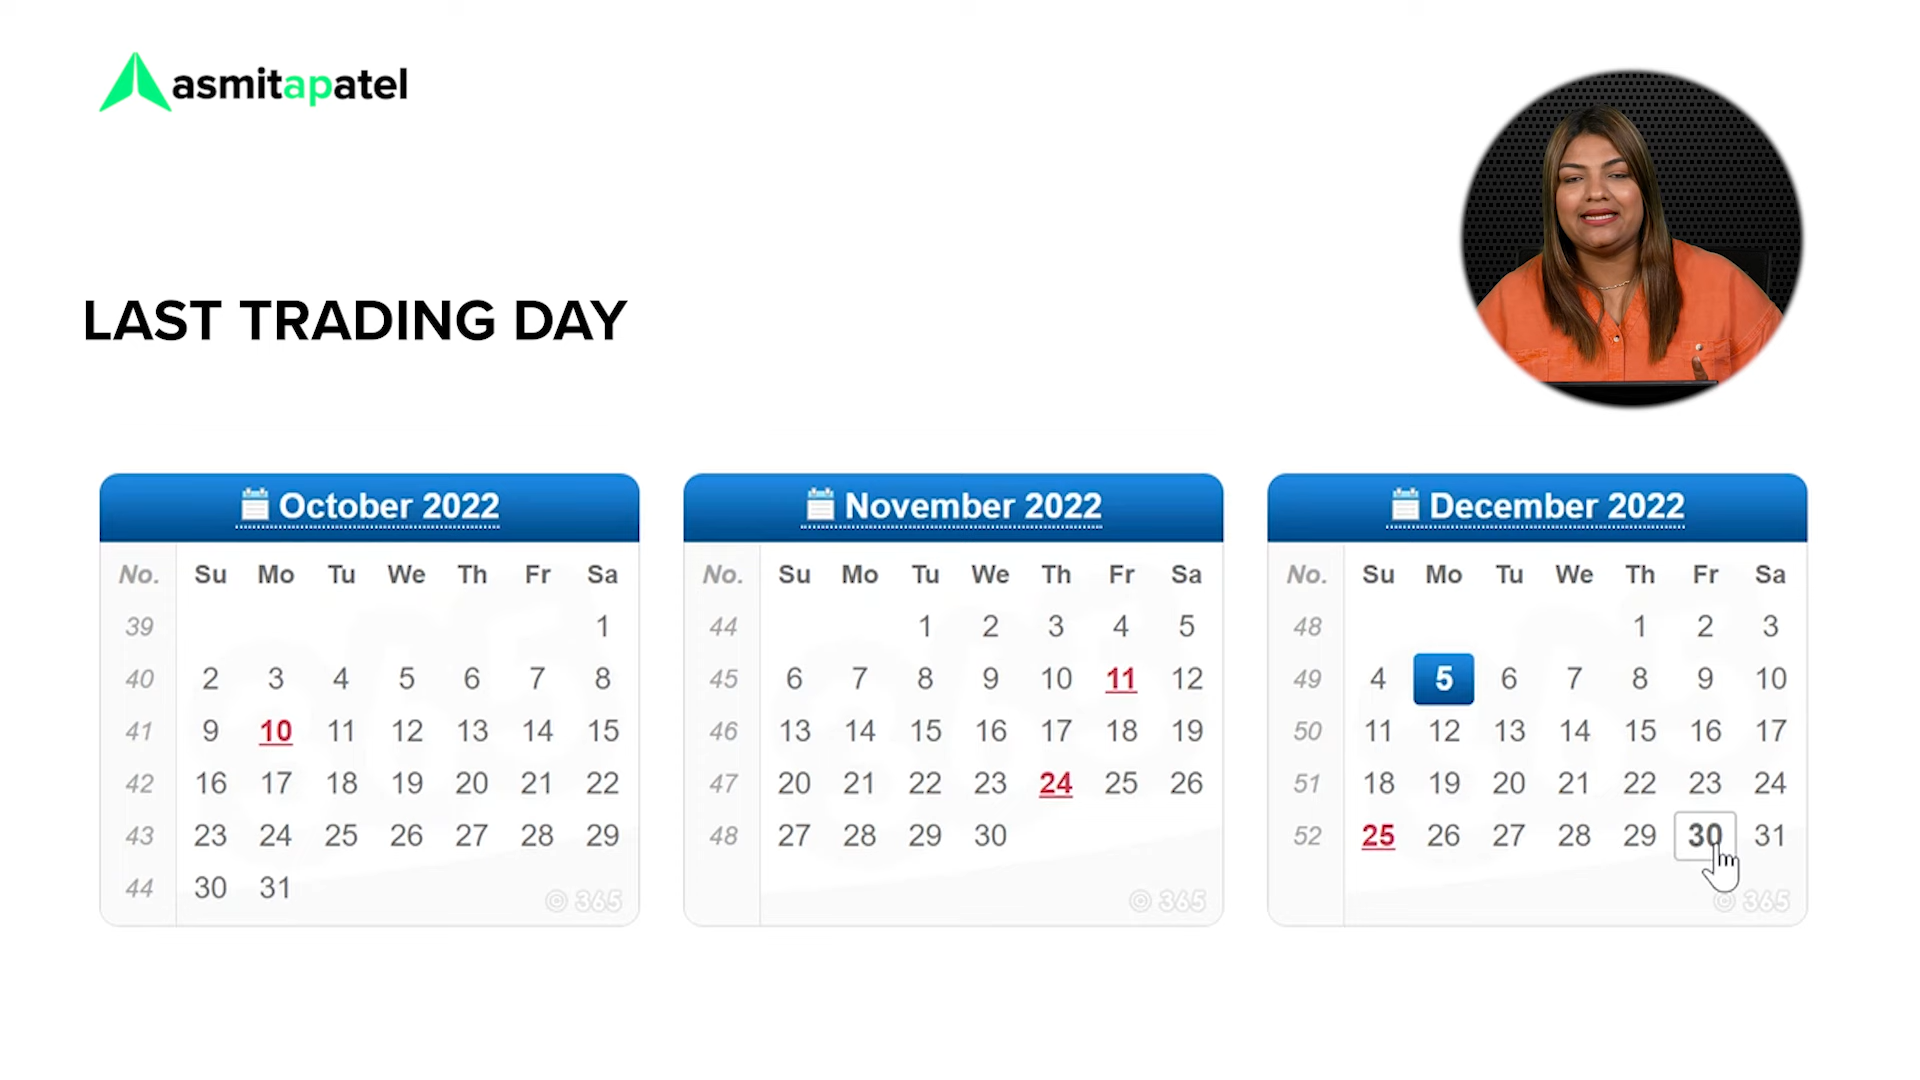 asmitapatel
LAST TRADING DAY
October 2022
No. Su Mo Tu We Th Fr Sa
39 1
40 2 3 4 5 6 7 8
41 9 10 11 12 13 14 15
42 16 17 18 19 20 21 22
43 23 24 25 26 27 28 29
44 30 31
© 365
November 2022
No. Su Mo Tu We Th Fr Sa
44 1 2 3 4 5
45 6 7 8 9 10 11 12
46 13 14 15 16 17 18 19
47 20 21 22 23 24 25 26
48 27 28 29 30
© 365
December 2022
No. Su Mo Tu We Th Fr Sa
48 1 2 3
49 4 5 6 7 8 9 10
50 11 12 13 14 15 16 17
51 18 19 20 21 22 23 24
52 25 26 27 28 29 30 31
© 365